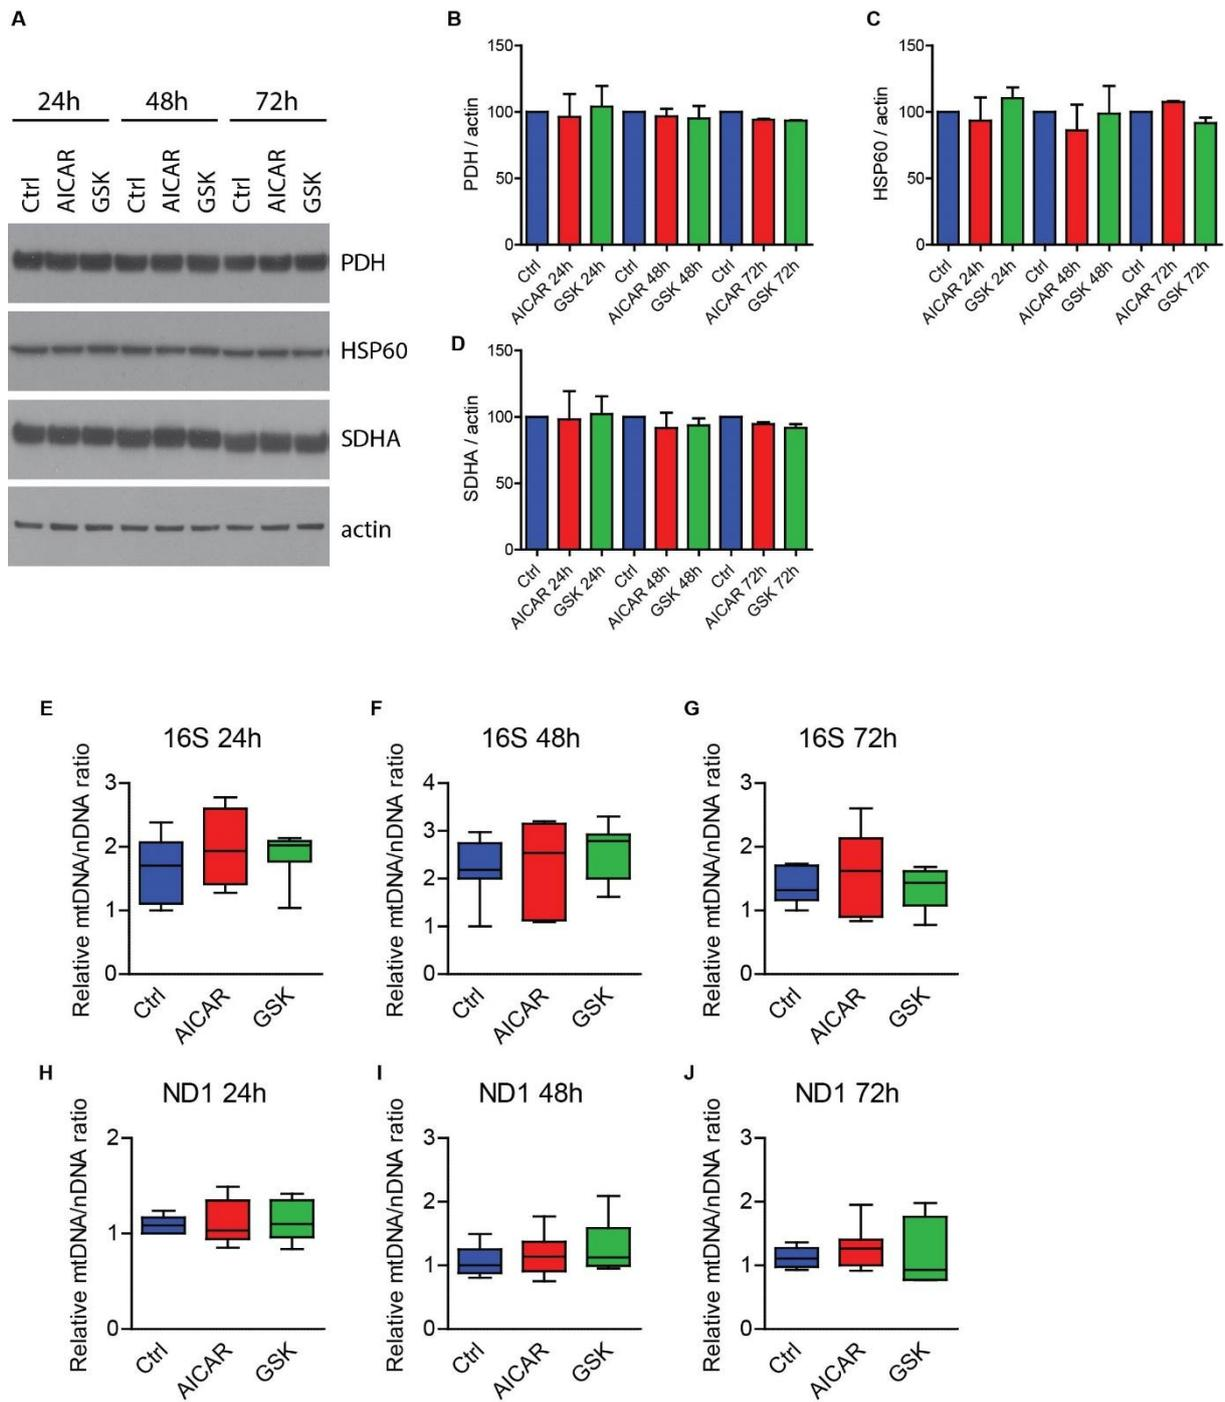 A
24h 48h 72h
Ctrl AICAR GSK Ctrl AICAR GSK Ctrl AICAR GSK
PDH
HSP60
SDHA
actin
B
PDH / actin
150
100
50
0
Ctrl AICAR 24h GSK 24h Ctrl AICAR 48h GSK 48h Ctrl AICAR 72h GSK 72h
C
HSP60 / actin
150
100
50
0
Ctrl AICAR 24h GSK 24h Ctrl AICAR 48h GSK 48h Ctrl AICAR 72h GSK 72h
D
SDHA / actin
150
100
50
0
Ctrl AICAR 24h GSK 24h Ctrl AICAR 48h GSK 48h Ctrl AICAR 72h GSK 72h
E
16S 24h
Relative mtDNA/nDNA ratio
3
2
1
0
Ctrl AICAR GSK
F
16S 48h
Relative mtDNA/nDNA ratio
4
3
2
1
0
Ctrl AICAR GSK
G
16S 72h
Relative mtDNA/nDNA ratio
3
2
1
0
Ctrl AICAR GSK
H
ND1 24h
Relative mtDNA/nDNA ratio
2
1
0
Ctrl AICAR GSK
I
ND1 48h
Relative mtDNA/nDNA ratio
3
2
1
0
Ctrl AICAR GSK
J
ND1 72h
Relative mtDNA/nDNA ratio
3
2
1
0
Ctrl AICAR GSK